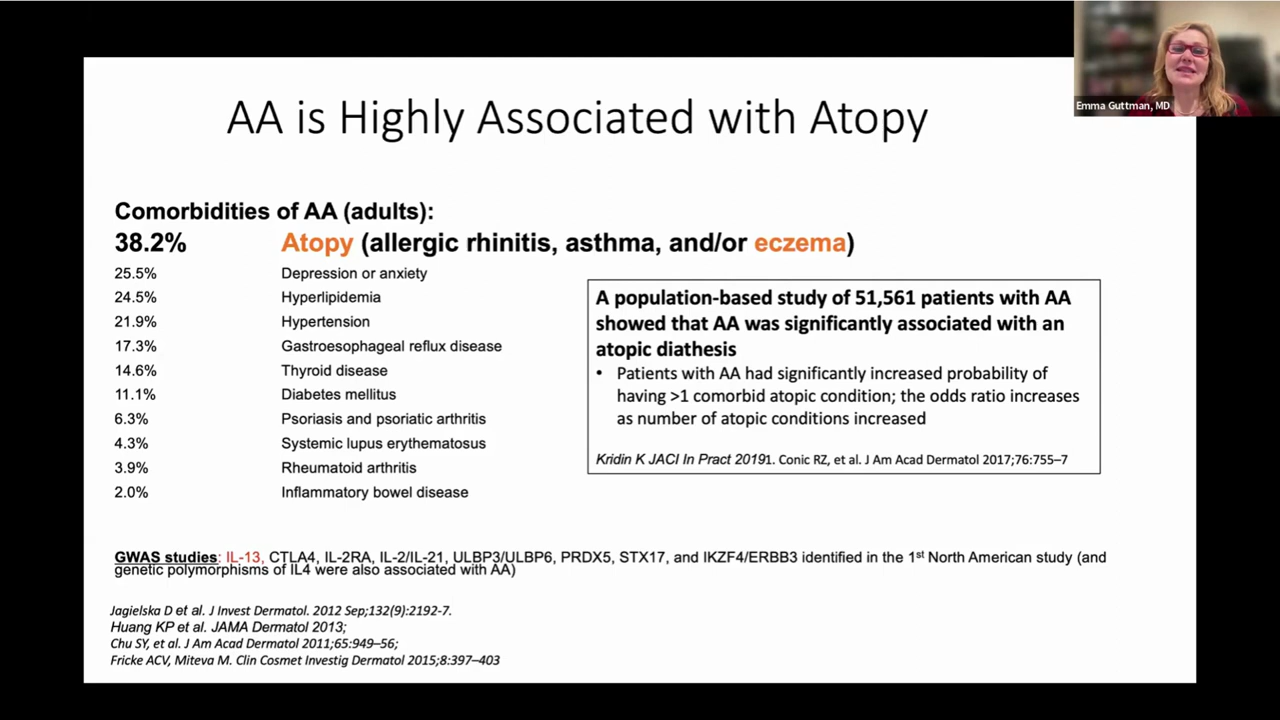 Emma Guttman, MD
AA is Highly Associated with Atopy
Comorbidities of AA (adults):
38.2% Atopy (allergic rhinitis, asthma, and/or eczema)
25.5% Depression or anxiety
24.5% Hyperlipidemia
21.9% Hypertension
17.3% Gastroesophageal reflux disease
14.6% Thyroid disease
11.1% Diabetes mellitus
6.3% Psoriasis and psoriatic arthritis
4.3% Systemic lupus erythematosus
3.9% Rheumatoid arthritis
2.0% Inflammatory bowel disease
A population-based study of 51,561 patients with AA
showed that AA was significantly associated with an
atopic diathesis
• Patients with AA had significantly increased probability of
having >1 comorbid atopic condition; the odds ratio increases
as number of atopic conditions increased
Kridin K JACI In Pract 20191. Conic RZ, et al. J Am Acad Dermatol 2017;76:755–7
GWAS studies: IL-13, CTLA4, IL-2RA, IL-2/IL-21, ULBP3/ULBP6, PRDX5, STX17, and IKZF4/ERBB3 identified in the 1st North American study (and
genetic polymorphisms of IL4 were also associated with AA)
Jagielska D et al. J Invest Dermatol. 2012 Sep;132(9):2192-7.
Huang KP et al. JAMA Dermatol 2013;
Chu SY, et al. J Am Acad Dermatol 2011;65:949–56;
Fricke ACV, Miteva M. Clin Cosmet Investig Dermatol 2015;8:397–403